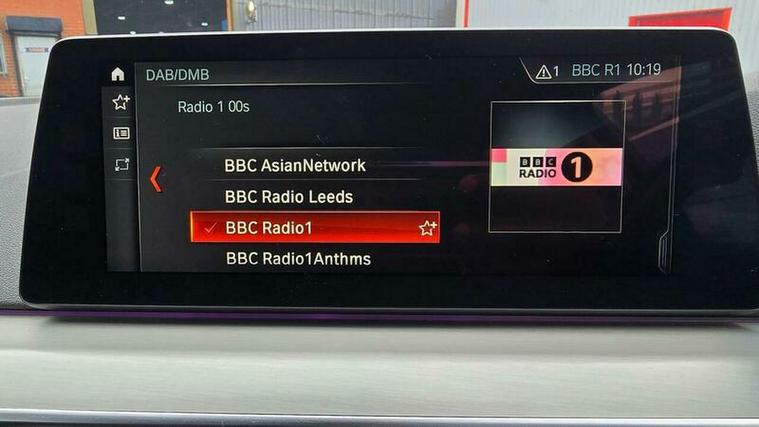 DAB/DMB
1 BBC R1 10:19
Radio 1 00s
BBC AsianNetwork
BBC Radio Leeds
BBC Radio1
BBC Radio1Anthms
BBC
RADIO 1